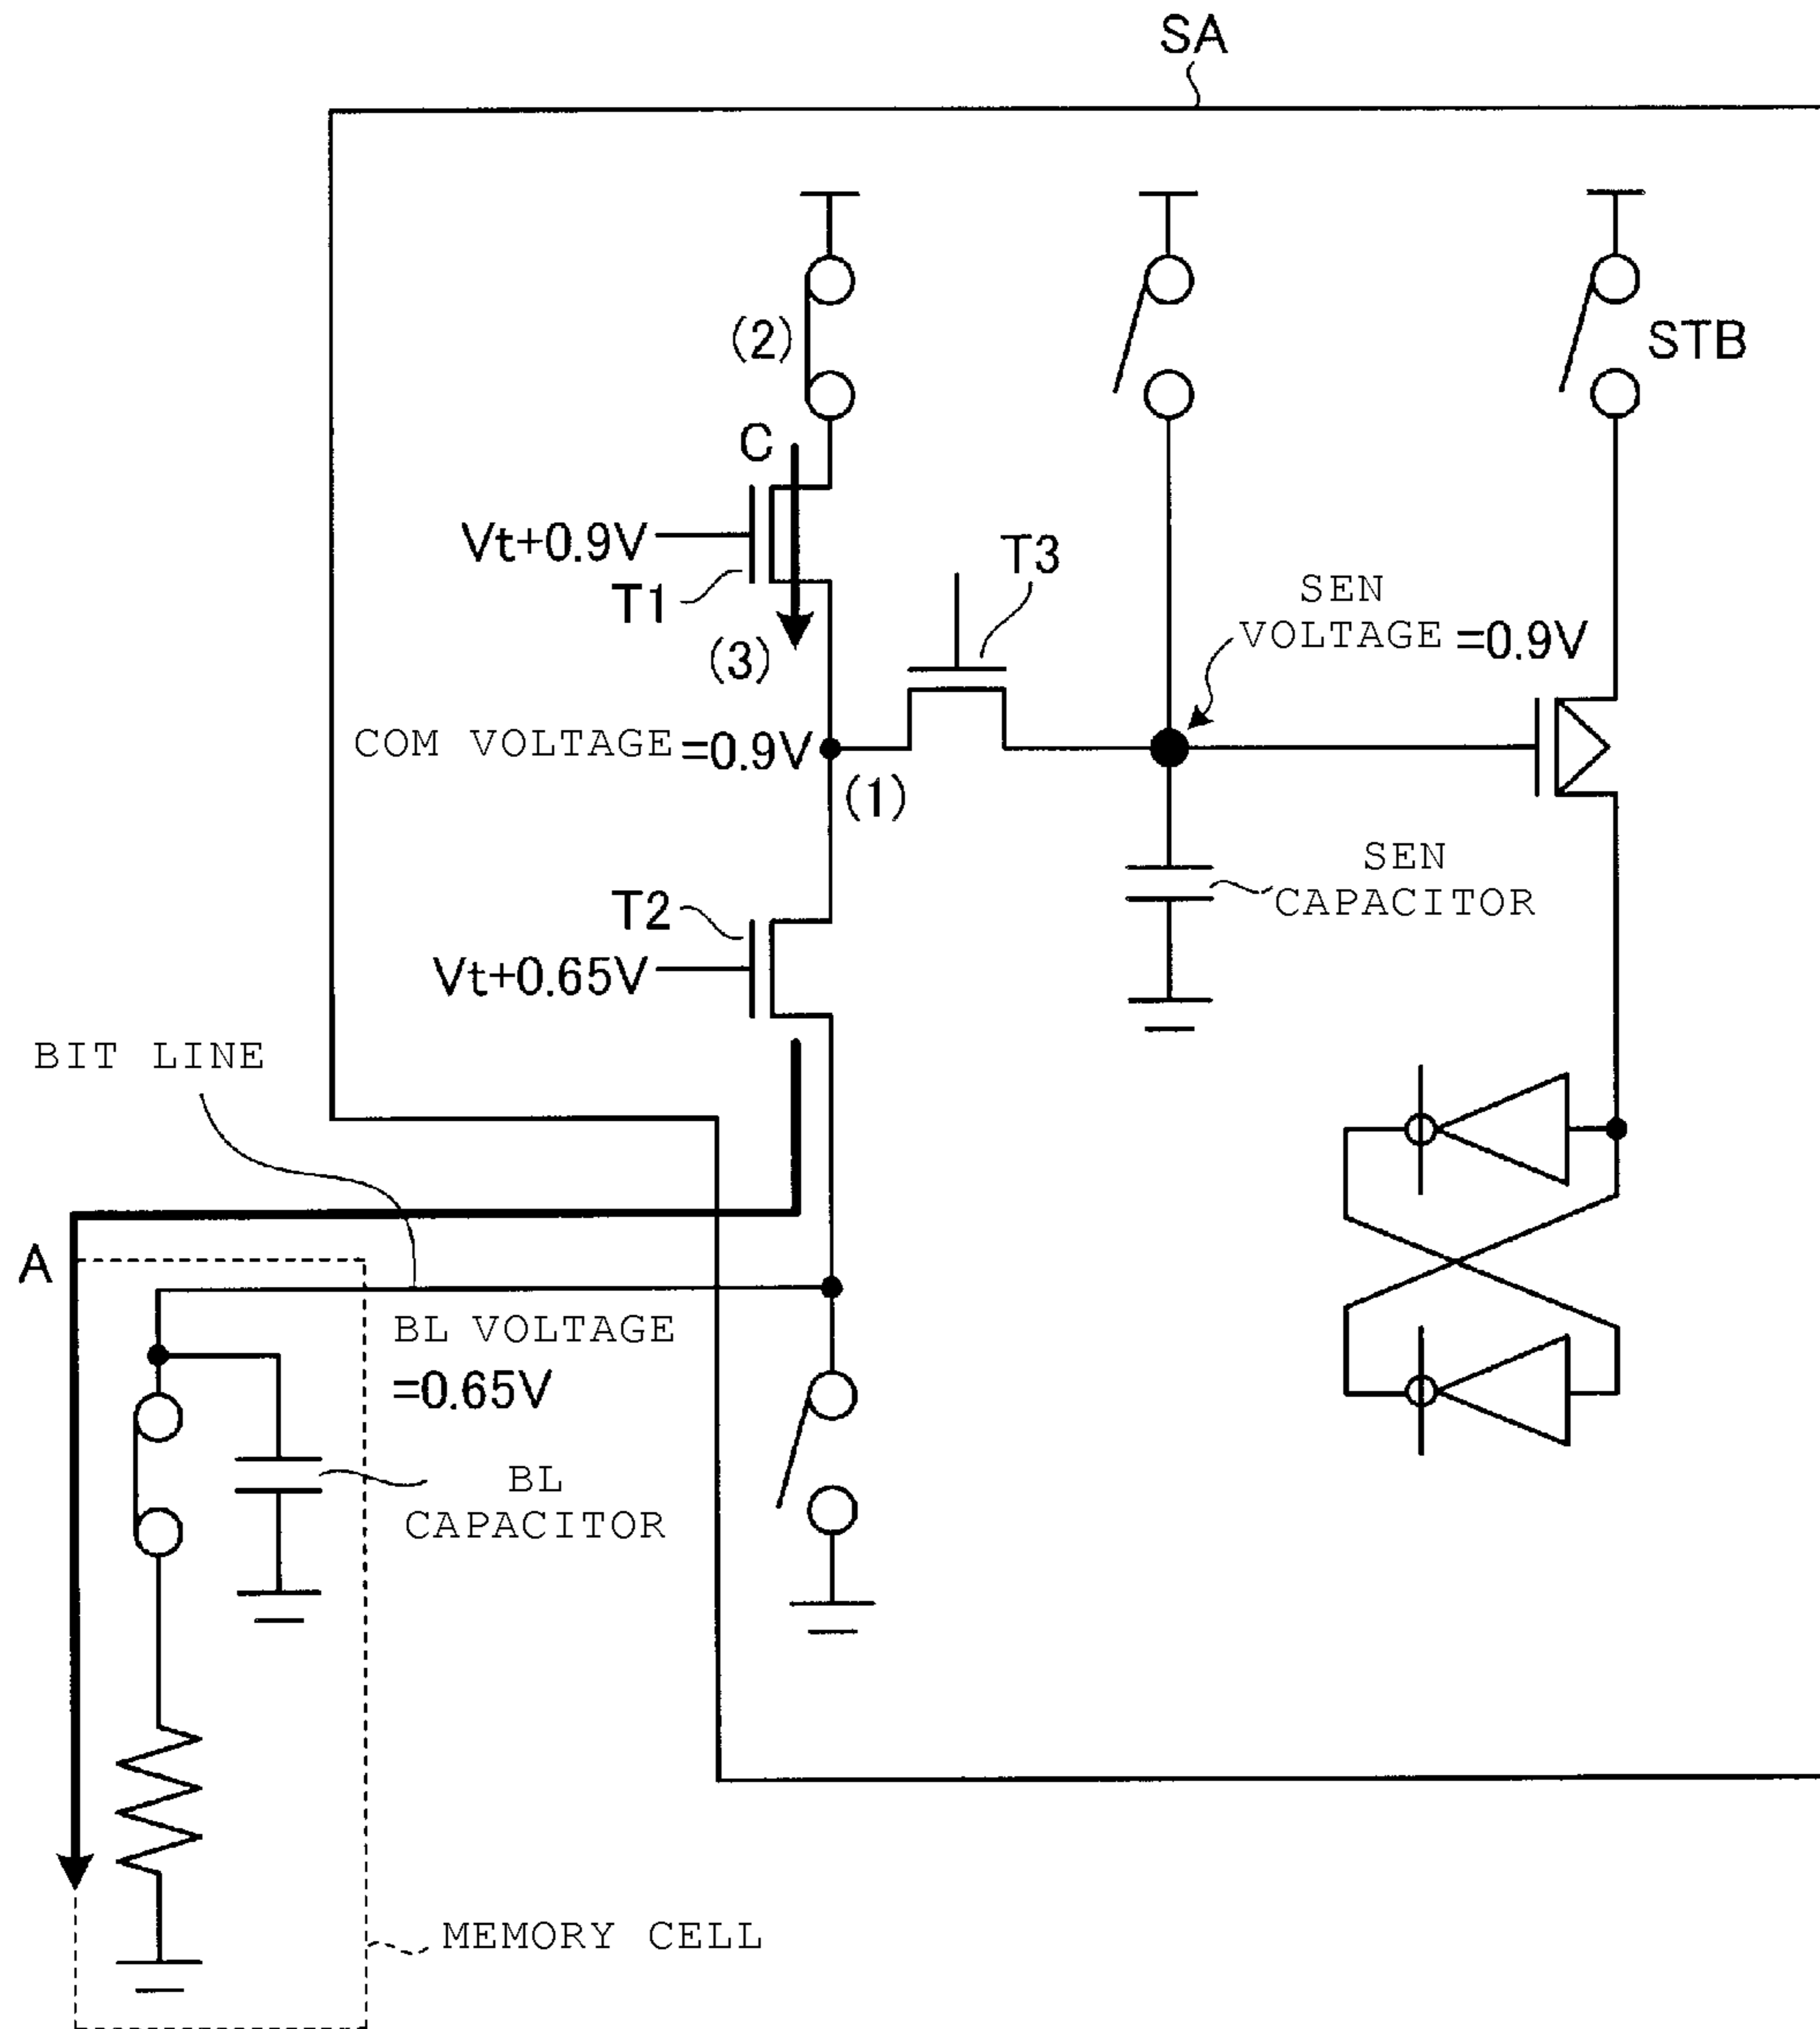 SA
(2)
STB
C
Vt+0.9V
T1
T3
(3)
SEN
VOLTAGE =0.9V
COM VOLTAGE =0.9V
(1)
SEN
CAPACITOR
T2
Vt+0.65V
BIT LINE
A
BL VOLTAGE
=0.65V
BL
CAPACITOR
MEMORY CELL